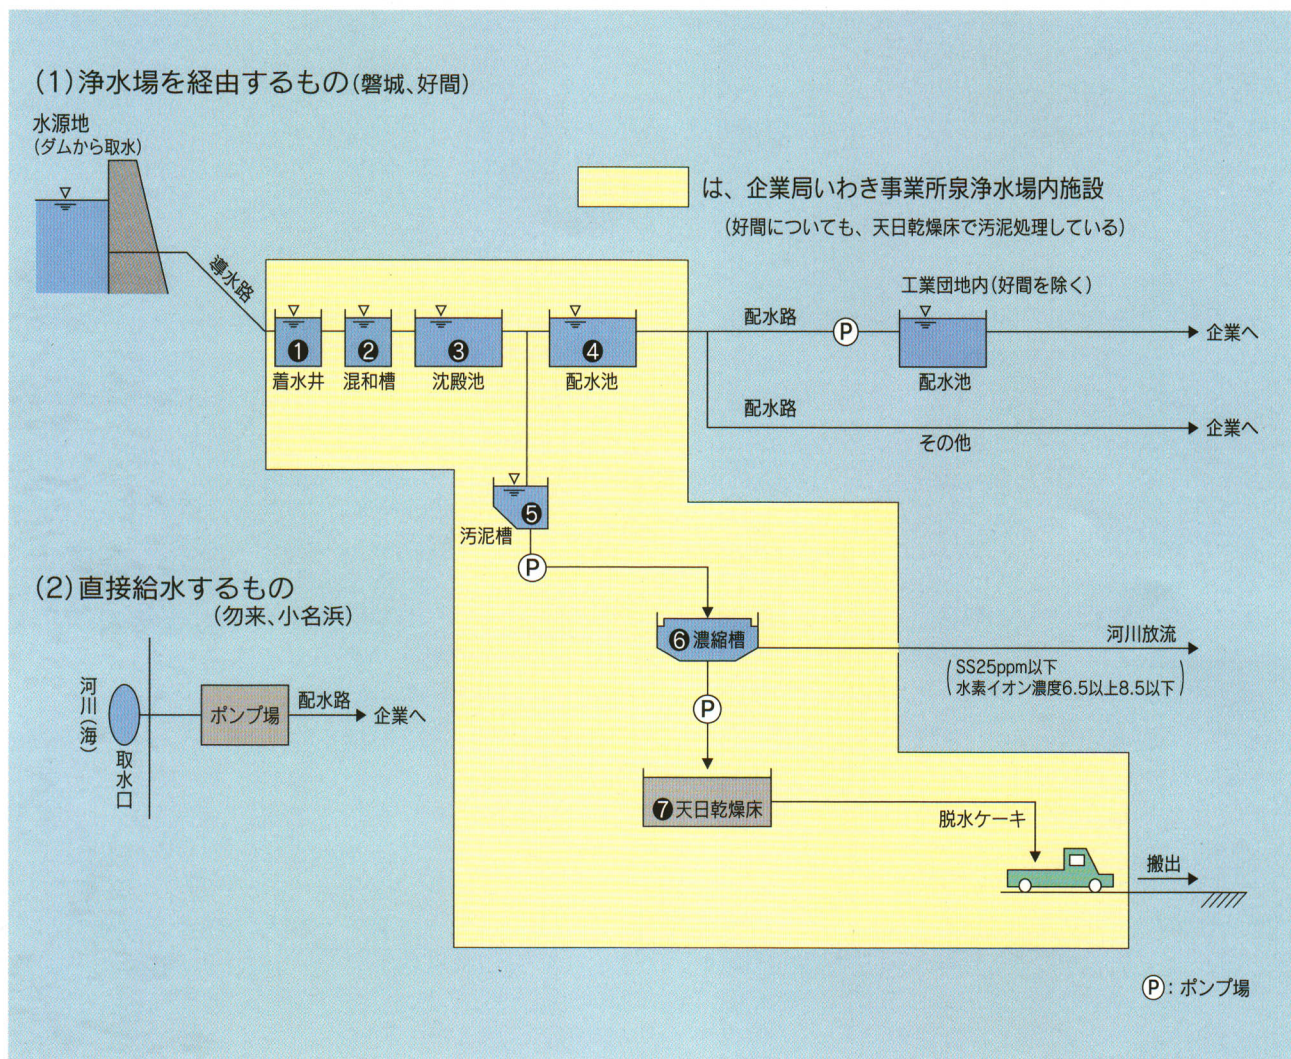 (1)浄水場を経由するもの(磐城、好間)
水源地
(ダムから取水)
は、企業局いわき事業所泉浄水場内施設
(好間についても、天日乾燥床で汚泥処理している)
導水路
工業団地内(好間を除く)
配水路
P
企業へ
❶
❷
❸
❹
着水井
混和槽
沈殿池
配水池
配水池
配水路
企業へ
その他
❺
汚泥槽
P
(2)直接給水するもの
(勿来、小名浜)
❻濃縮槽
河川放流
(SS25ppm以下
水素イオン濃度6.5以上8.5以下)
河川(海)
取水口
ポンプ場
配水路
企業へ
P
❼天日乾燥床
脱水ケーキ
搬出
P:ポンプ場